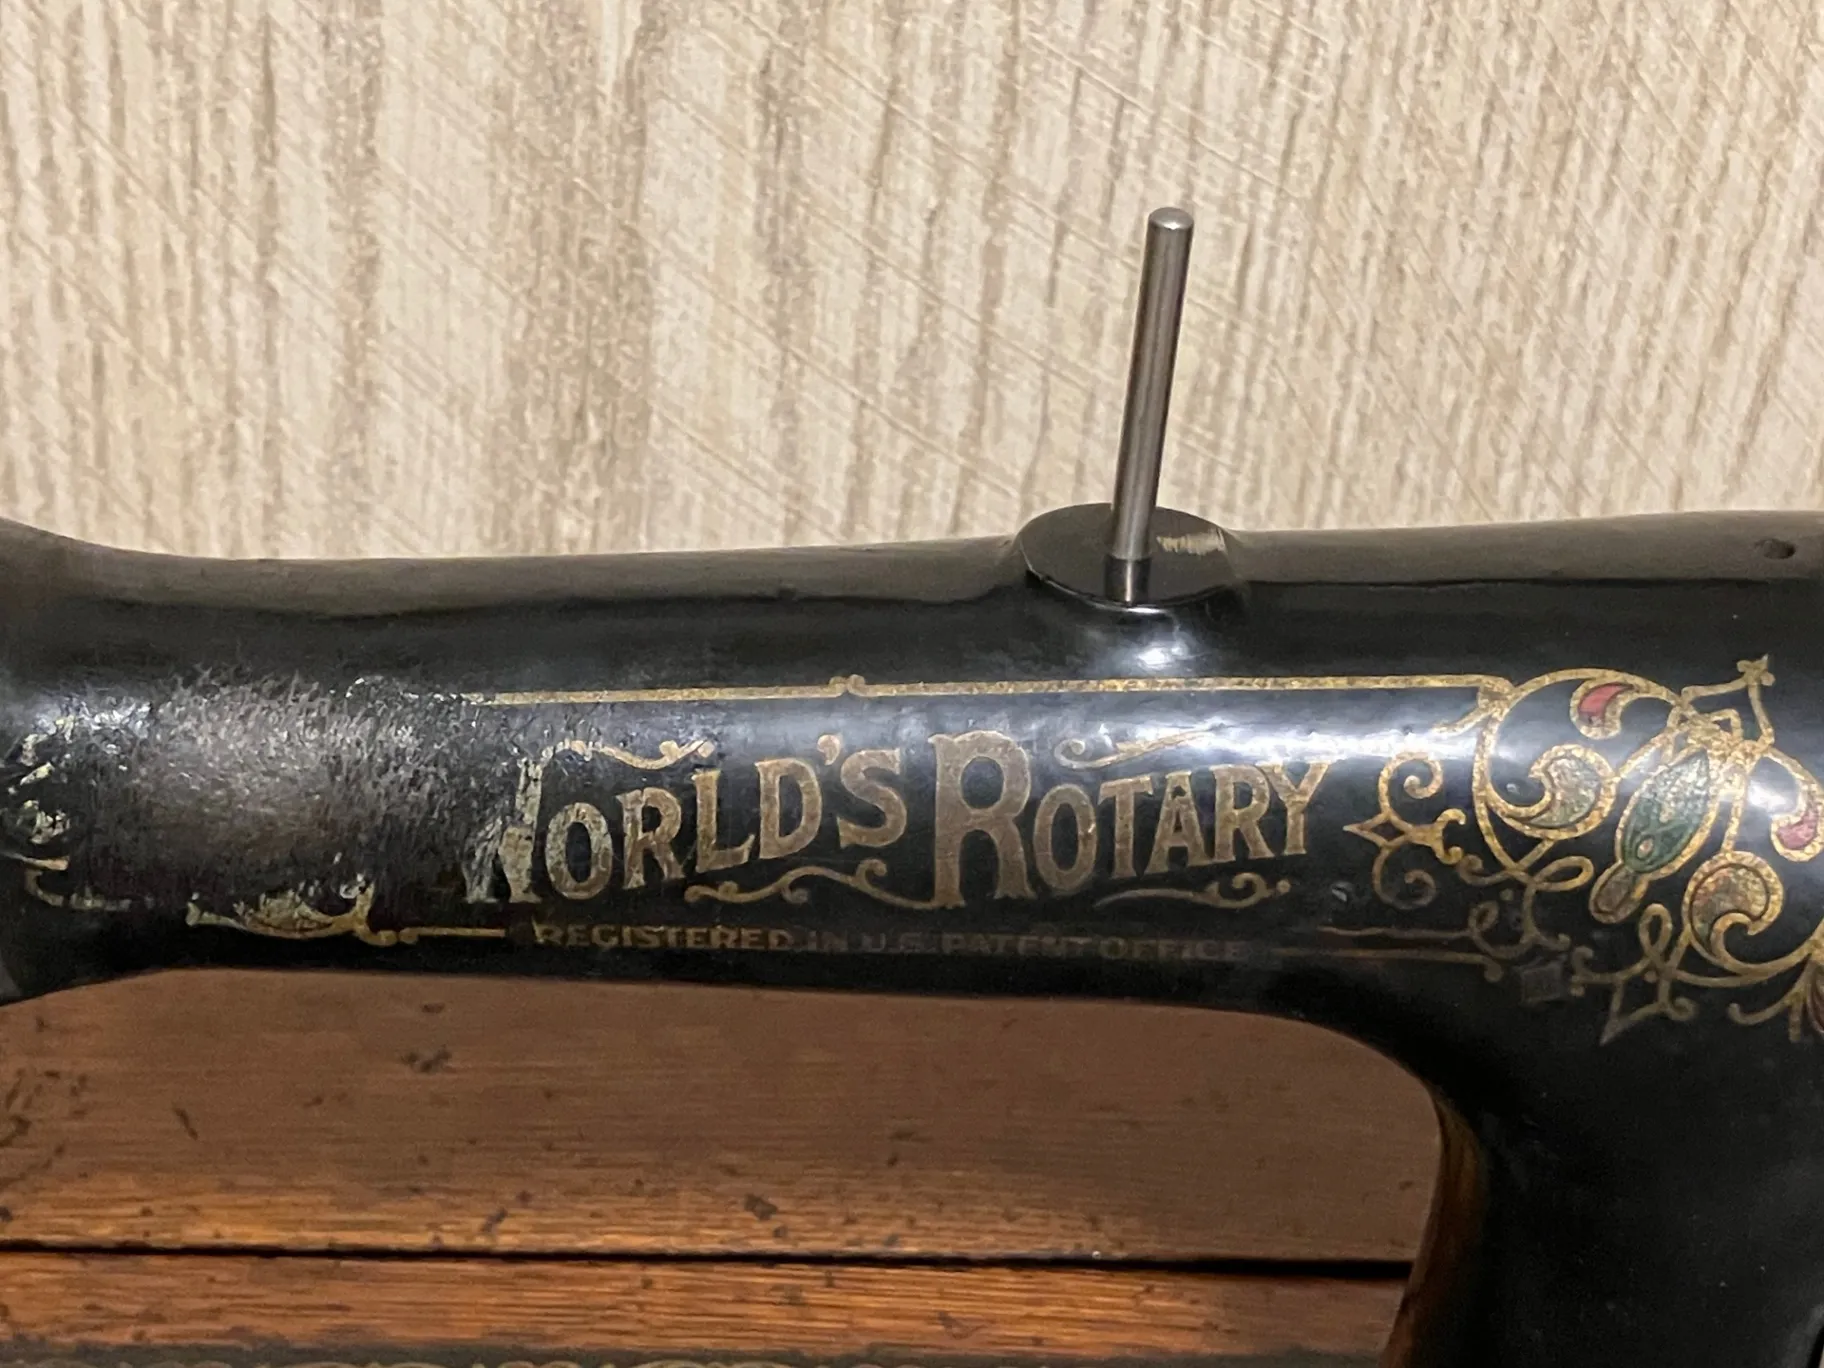 WORLD'S ROTARY
REGISTERED IN U.S. PATENT OFFICE